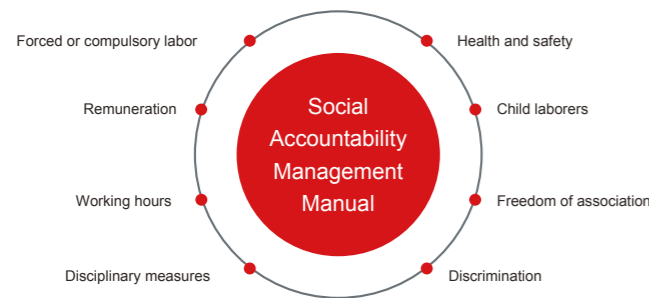 Forced or compulsory labor
Health and safety
Remuneration
Child laborers
Social
Accountability
Management
Manual
Working hours
Freedom of association
Disciplinary measures
Discrimination